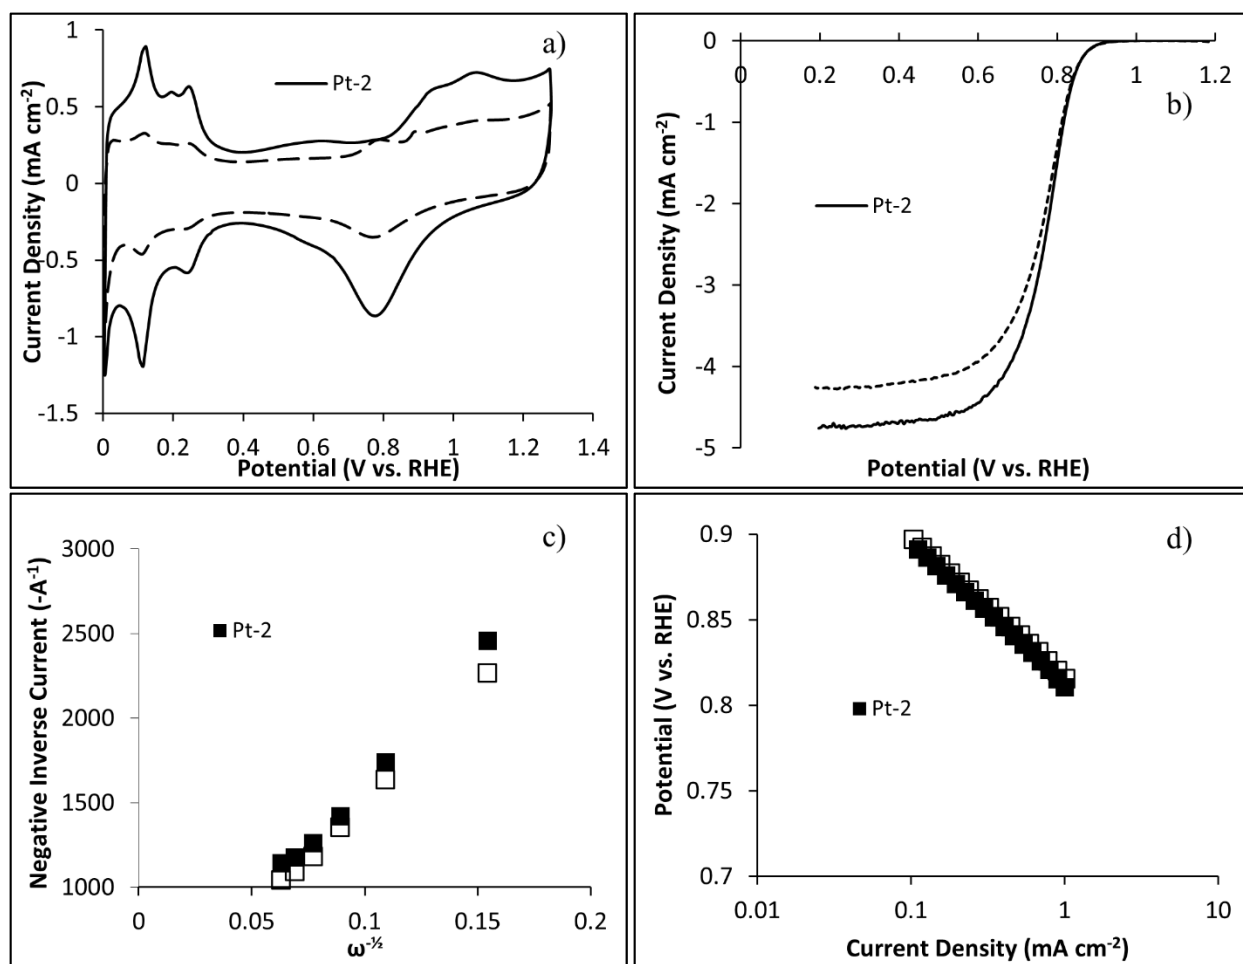 a)
Pt-2
Current Density (mA cm⁻²)
1
0.5
0
-0.5
-1
-1.5
0 0.2 0.4 0.6 0.8 1 1.2 1.4
Potential (V vs. RHE)
b)
Pt-2
Current Density (mA cm⁻²)
0
-1
-2
-3
-4
-5
0 0.2 0.4 0.6 0.8 1 1.2
Potential (V vs. RHE)
c)
Pt-2
Negative Inverse Current (-A⁻¹)
3000
2500
2000
1500
1000
0 0.05 0.1 0.15 0.2
ω⁻½
d)
Pt-2
Potential (V vs. RHE)
0.9
0.85
0.8
0.75
0.7
0.01 0.1 1 10
Current Density (mA cm⁻²)